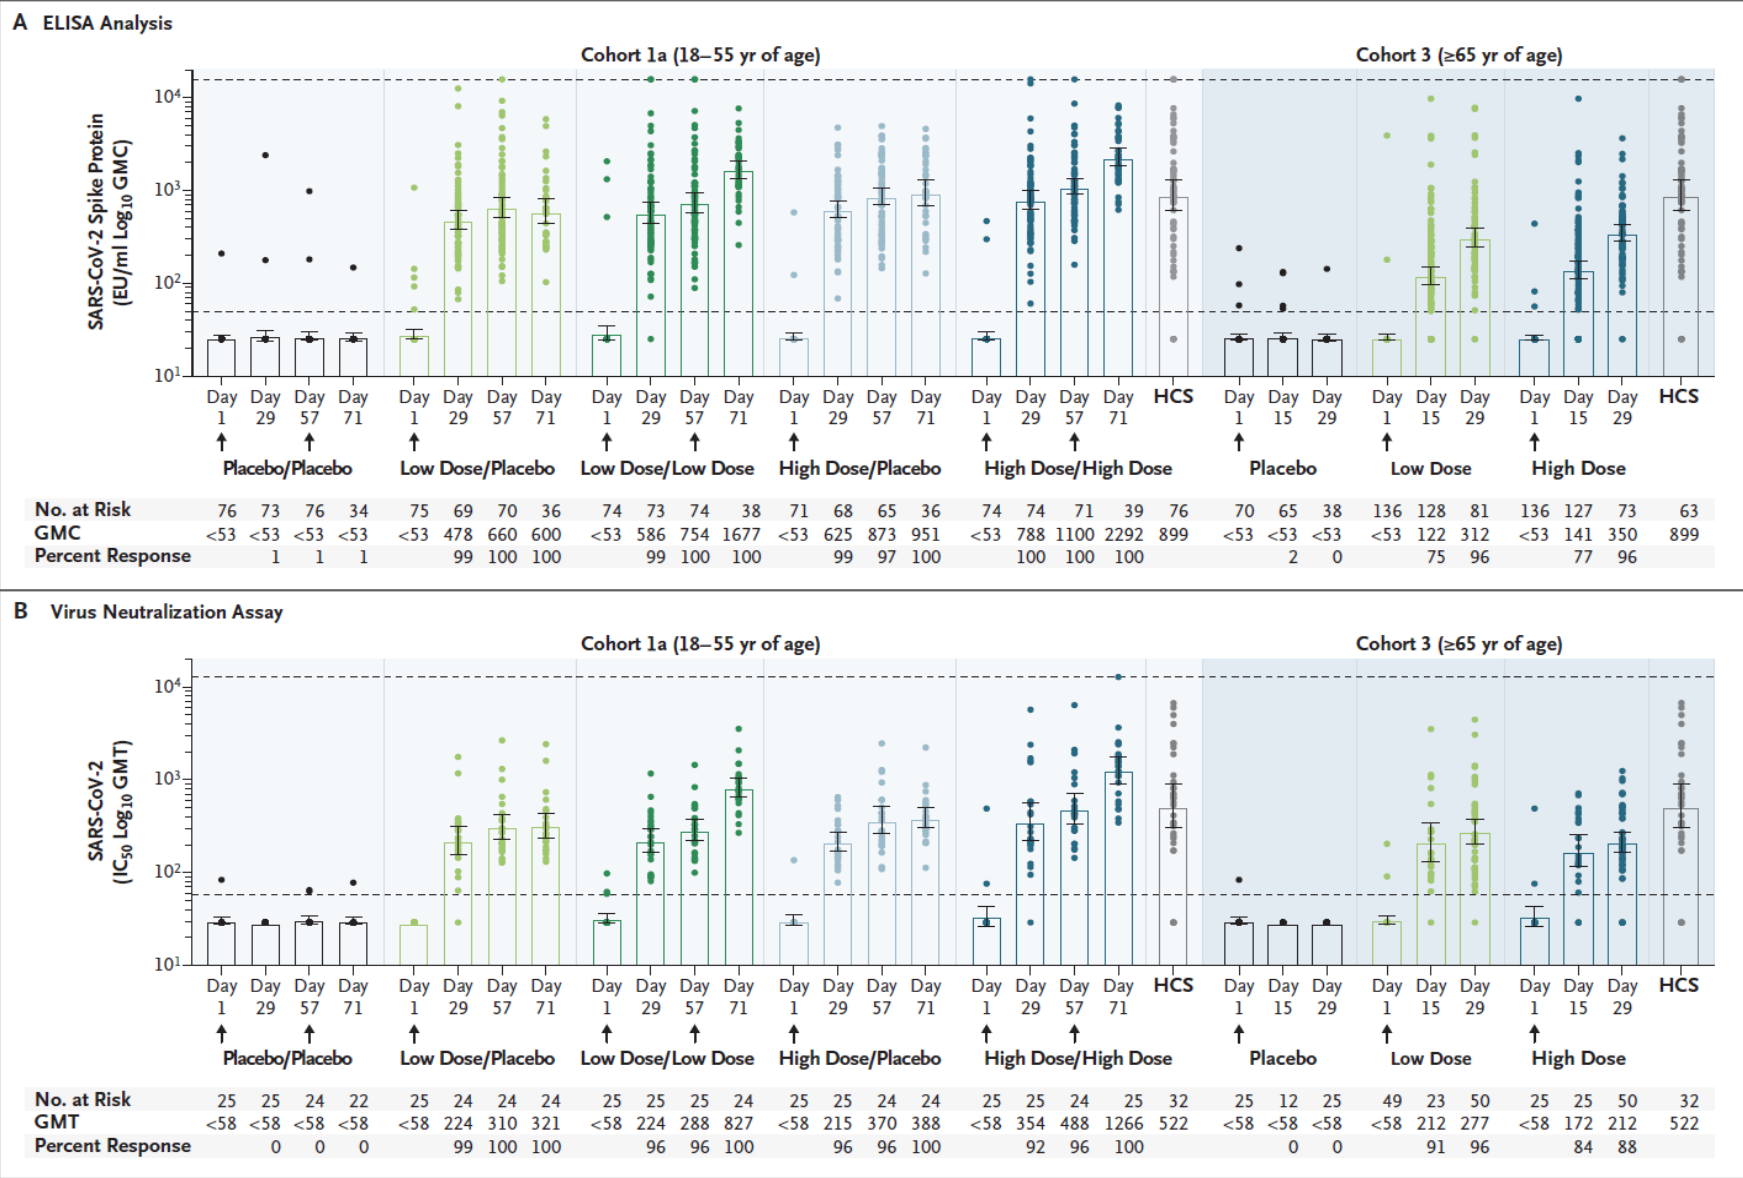 A ELISA Analysis
Cohort 1a (18–55 yr of age) Cohort 3 (≥65 yr of age)
SARS-CoV-2 Spike Protein
(EU/ml Log10 GMC)
10⁴
10³
10²
10¹
Day Day Day Day Day Day Day Day Day Day Day Day Day Day Day Day Day Day Day Day HCS Day Day Day Day Day Day Day Day Day HCS
1 29 57 71 1 29 57 71 1 29 57 71 1 29 57 71 1 29 57 71 1 15 29 1 15 29 1 15 29
Placebo/Placebo Low Dose/Placebo Low Dose/Low Dose High Dose/Placebo High Dose/High Dose Placebo Low Dose High Dose
No. at Risk 76 73 76 34 75 69 70 36 74 73 74 38 71 68 65 36 74 74 71 39 76 70 65 38 136 128 81 136 127 73 63
GMC <53 <53 <53 <53 <53 478 660 600 <53 586 754 1677 <53 625 873 951 <53 788 1100 2292 899 <53 <53 <53 <53 122 312 <53 141 350 899
Percent Response 1 1 1 99 100 100 99 100 100 99 97 100 100 100 100 2 0 75 96 77 96
B Virus Neutralization Assay
Cohort 1a (18–55 yr of age) Cohort 3 (≥65 yr of age)
SARS-CoV-2
(IC50 Log10 GMT)
10⁴
10³
10²
10¹
Day Day Day Day Day Day Day Day Day Day Day Day Day Day Day Day Day Day Day Day HCS Day Day Day Day Day Day Day Day Day HCS
1 29 57 71 1 29 57 71 1 29 57 71 1 29 57 71 1 29 57 71 1 15 29 1 15 29 1 15 29
Placebo/Placebo Low Dose/Placebo Low Dose/Low Dose High Dose/Placebo High Dose/High Dose Placebo Low Dose High Dose
No. at Risk 25 25 24 22 25 24 24 24 25 25 25 24 25 25 24 24 25 25 24 25 32 25 12 25 49 23 50 25 25 50 32
GMT <58 <58 <58 <58 <58 224 310 321 <58 224 288 827 <58 215 370 388 <58 354 488 1266 522 <58 <58 <58 <58 212 277 <58 172 212 522
Percent Response 0 0 0 99 100 100 96 96 100 96 96 100 92 96 100 0 0 91 96 84 88